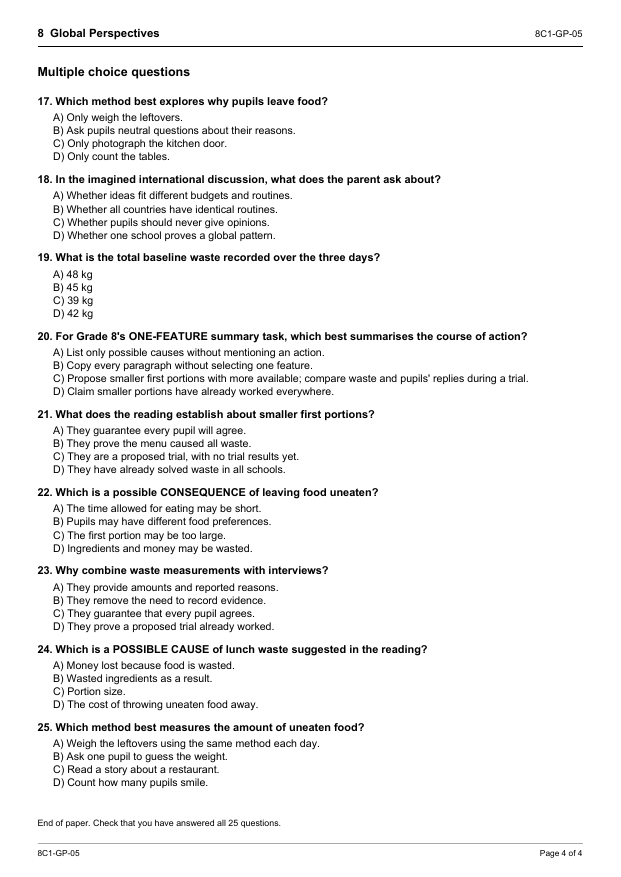 8 Global Perspectives
8C1-GP-05
Multiple choice questions
17. Which method best explores why pupils leave food?
A) Only weigh the leftovers.
B) Ask pupils neutral questions about their reasons.
C) Only photograph the kitchen door.
D) Only count the tables.
18. In the imagined international discussion, what does the parent ask about?
A) Whether ideas fit different budgets and routines.
B) Whether all countries have identical routines.
C) Whether pupils should never give opinions.
D) Whether one school proves a global pattern.
19. What is the total baseline waste recorded over the three days?
A) 48 kg
B) 45 kg
C) 39 kg
D) 42 kg
20. For Grade 8's ONE-FEATURE summary task, which best summarises the course of action?
A) List only possible causes without mentioning an action.
B) Copy every paragraph without selecting one feature.
C) Propose smaller first portions with more available; compare waste and pupils' replies during a trial.
D) Claim smaller portions have already worked everywhere.
21. What does the reading establish about smaller first portions?
A) They guarantee every pupil will agree.
B) They prove the menu caused all waste.
C) They are a proposed trial, with no trial results yet.
D) They have already solved waste in all schools.
22. Which is a possible CONSEQUENCE of leaving food uneaten?
A) The time allowed for eating may be short.
B) Pupils may have different food preferences.
C) The first portion may be too large.
D) Ingredients and money may be wasted.
23. Why combine waste measurements with interviews?
A) They provide amounts and reported reasons.
B) They remove the need to record evidence.
C) They guarantee that every pupil agrees.
D) They prove a proposed trial already worked.
24. Which is a POSSIBLE CAUSE of lunch waste suggested in the reading?
A) Money lost because food is wasted.
B) Wasted ingredients as a result.
C) Portion size.
D) The cost of throwing uneaten food away.
25. Which method best measures the amount of uneaten food?
A) Weigh the leftovers using the same method each day.
B) Ask one pupil to guess the weight.
C) Read a story about a restaurant.
D) Count how many pupils smile.
End of paper. Check that you have answered all 25 questions.
8C1-GP-05
Page 4 of 4